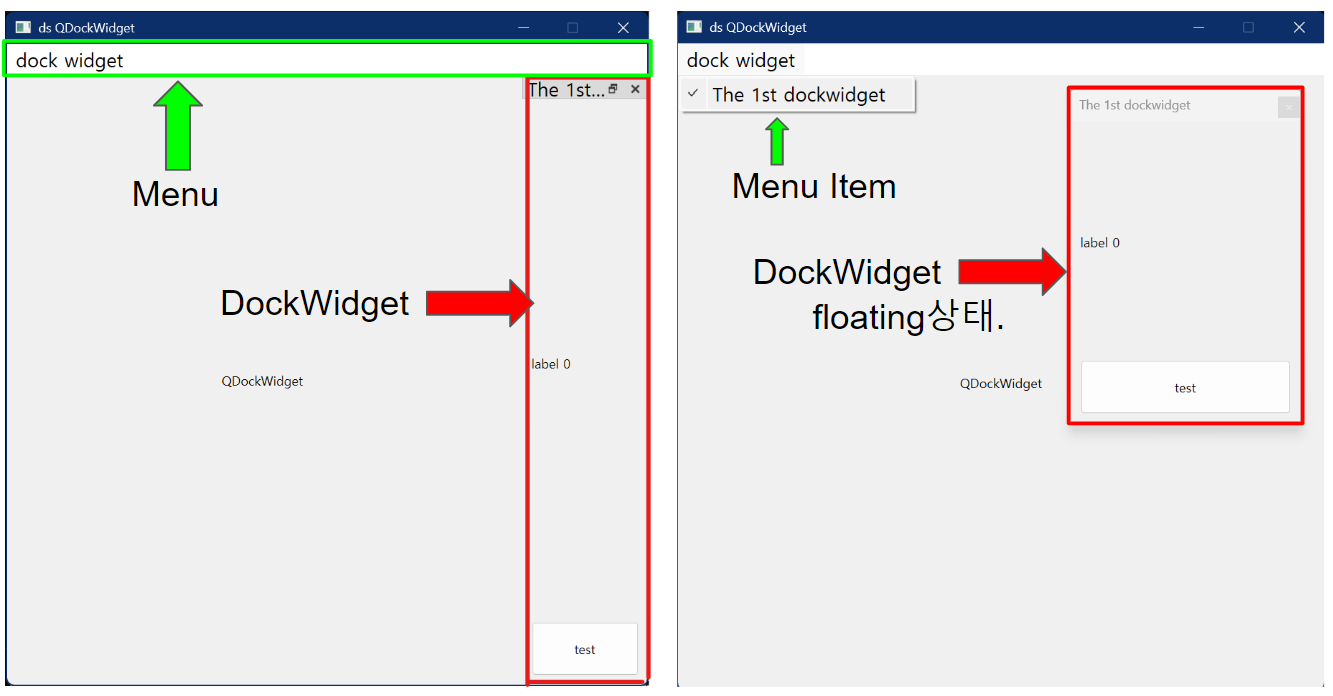 ds QDockWidget
dock widget
The 1st...
Menu
DockWidget
label 0
QDockWidget
test
ds QDockWidget
dock widget
✓ The 1st dockwidget
The 1st dockwidget
Menu Item
label 0
DockWidget
floating상태.
QDockWidget
test